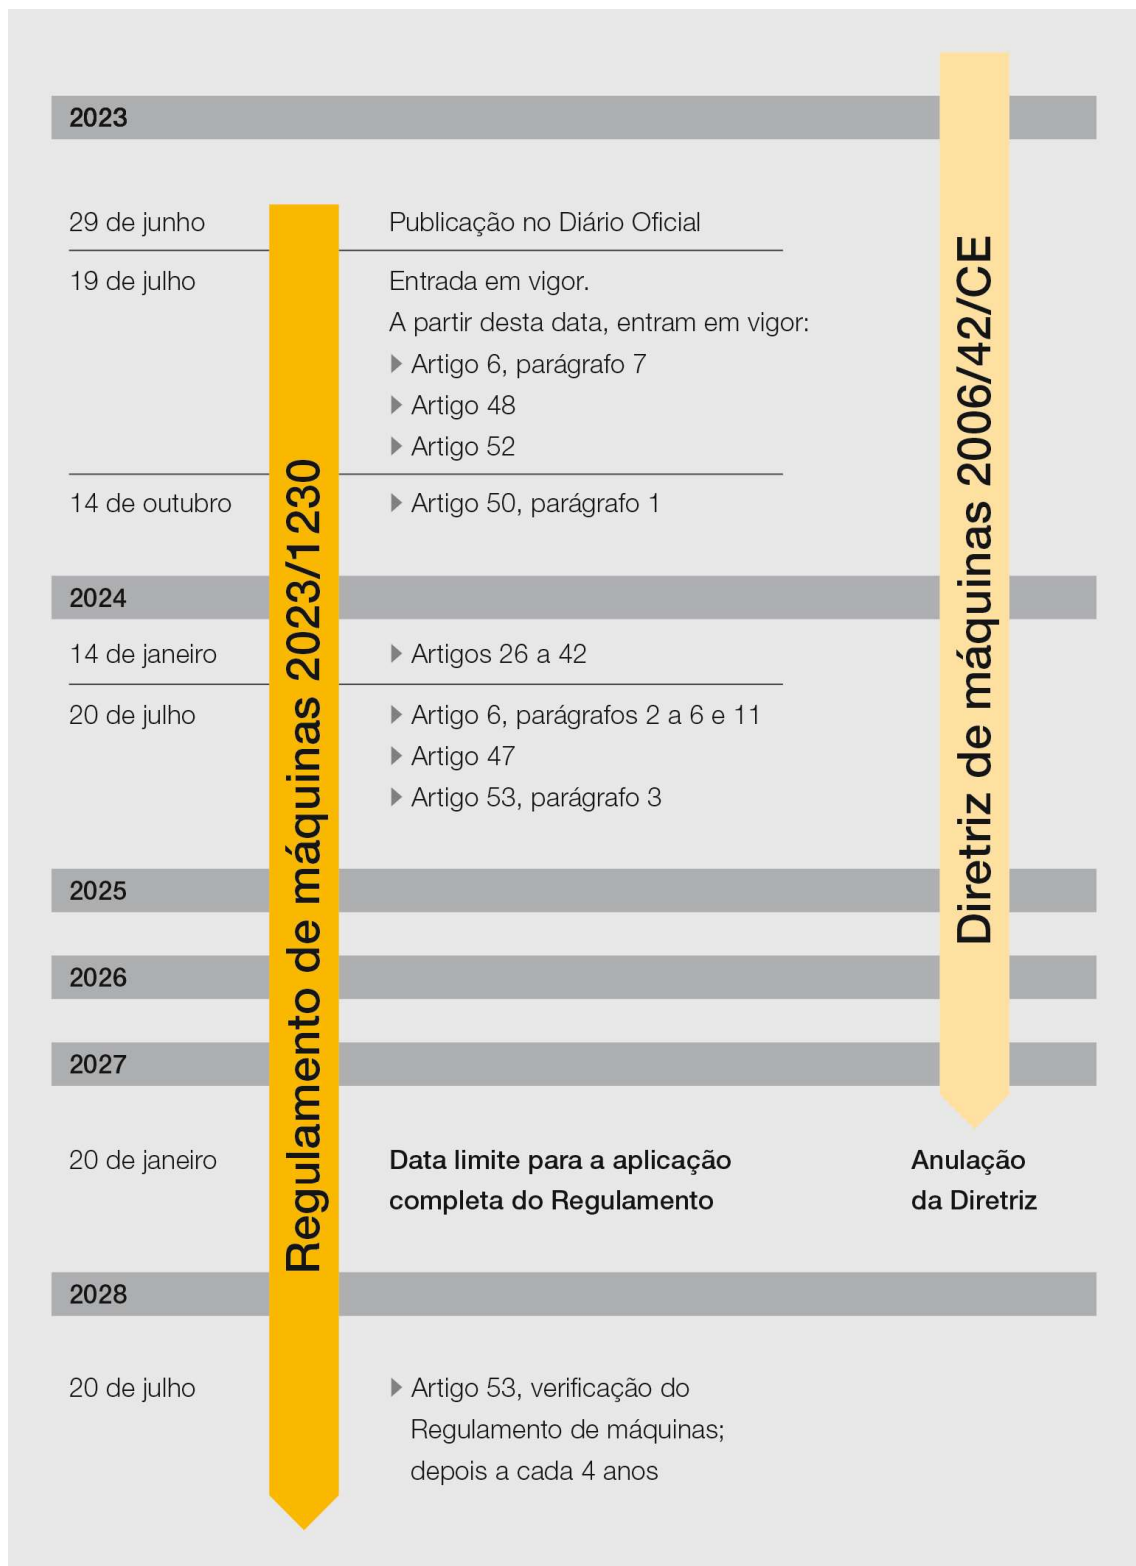 2023
29 de junho
Publicação no Diário Oficial
19 de julho
Entrada em vigor.
A partir desta data, entram em vigor:
Artigo 6, parágrafo 7
Artigo 48
Artigo 52
14 de outubro
Artigo 50, parágrafo 1
2024
14 de janeiro
Artigos 26 a 42
20 de julho
Artigo 6, parágrafos 2 a 6 e 11
Artigo 47
Artigo 53, parágrafo 3
2025
2026
2027
20 de janeiro
Data limite para a aplicação
completa do Regulamento
Anulação
da Diretriz
2028
20 de julho
Artigo 53, verificação do
Regulamento de máquinas;
depois a cada 4 anos
Regulamento de máquinas 2023/1230
Diretriz de máquinas 2006/42/CE